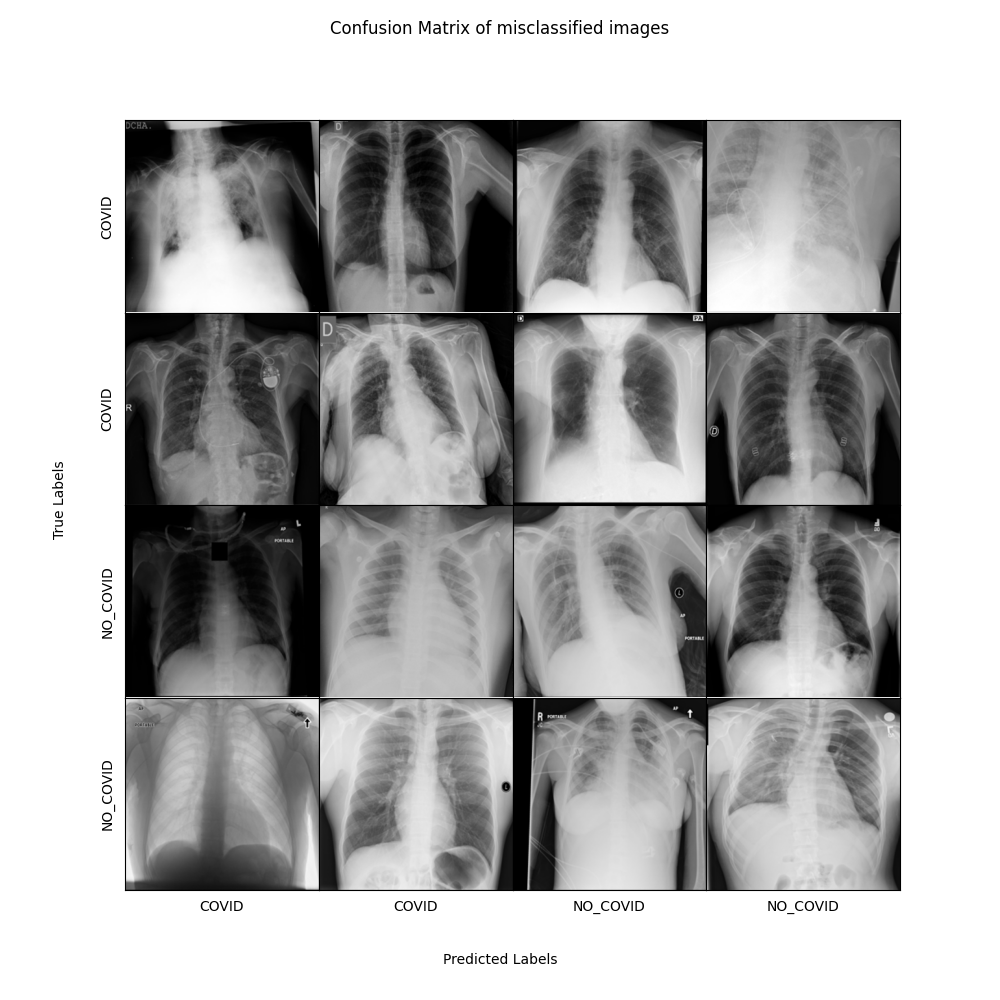 Confusion Matrix of misclassified images
DCHA.
D
COVID
R
D
D
PA
D
COVID
True Labels
L
AP
PORTABLE
L
AP
PORTABLE
NO_COVID
R
PORTABLE
AP
NO_COVID
COVID
COVID
NO_COVID
NO_COVID
Predicted Labels